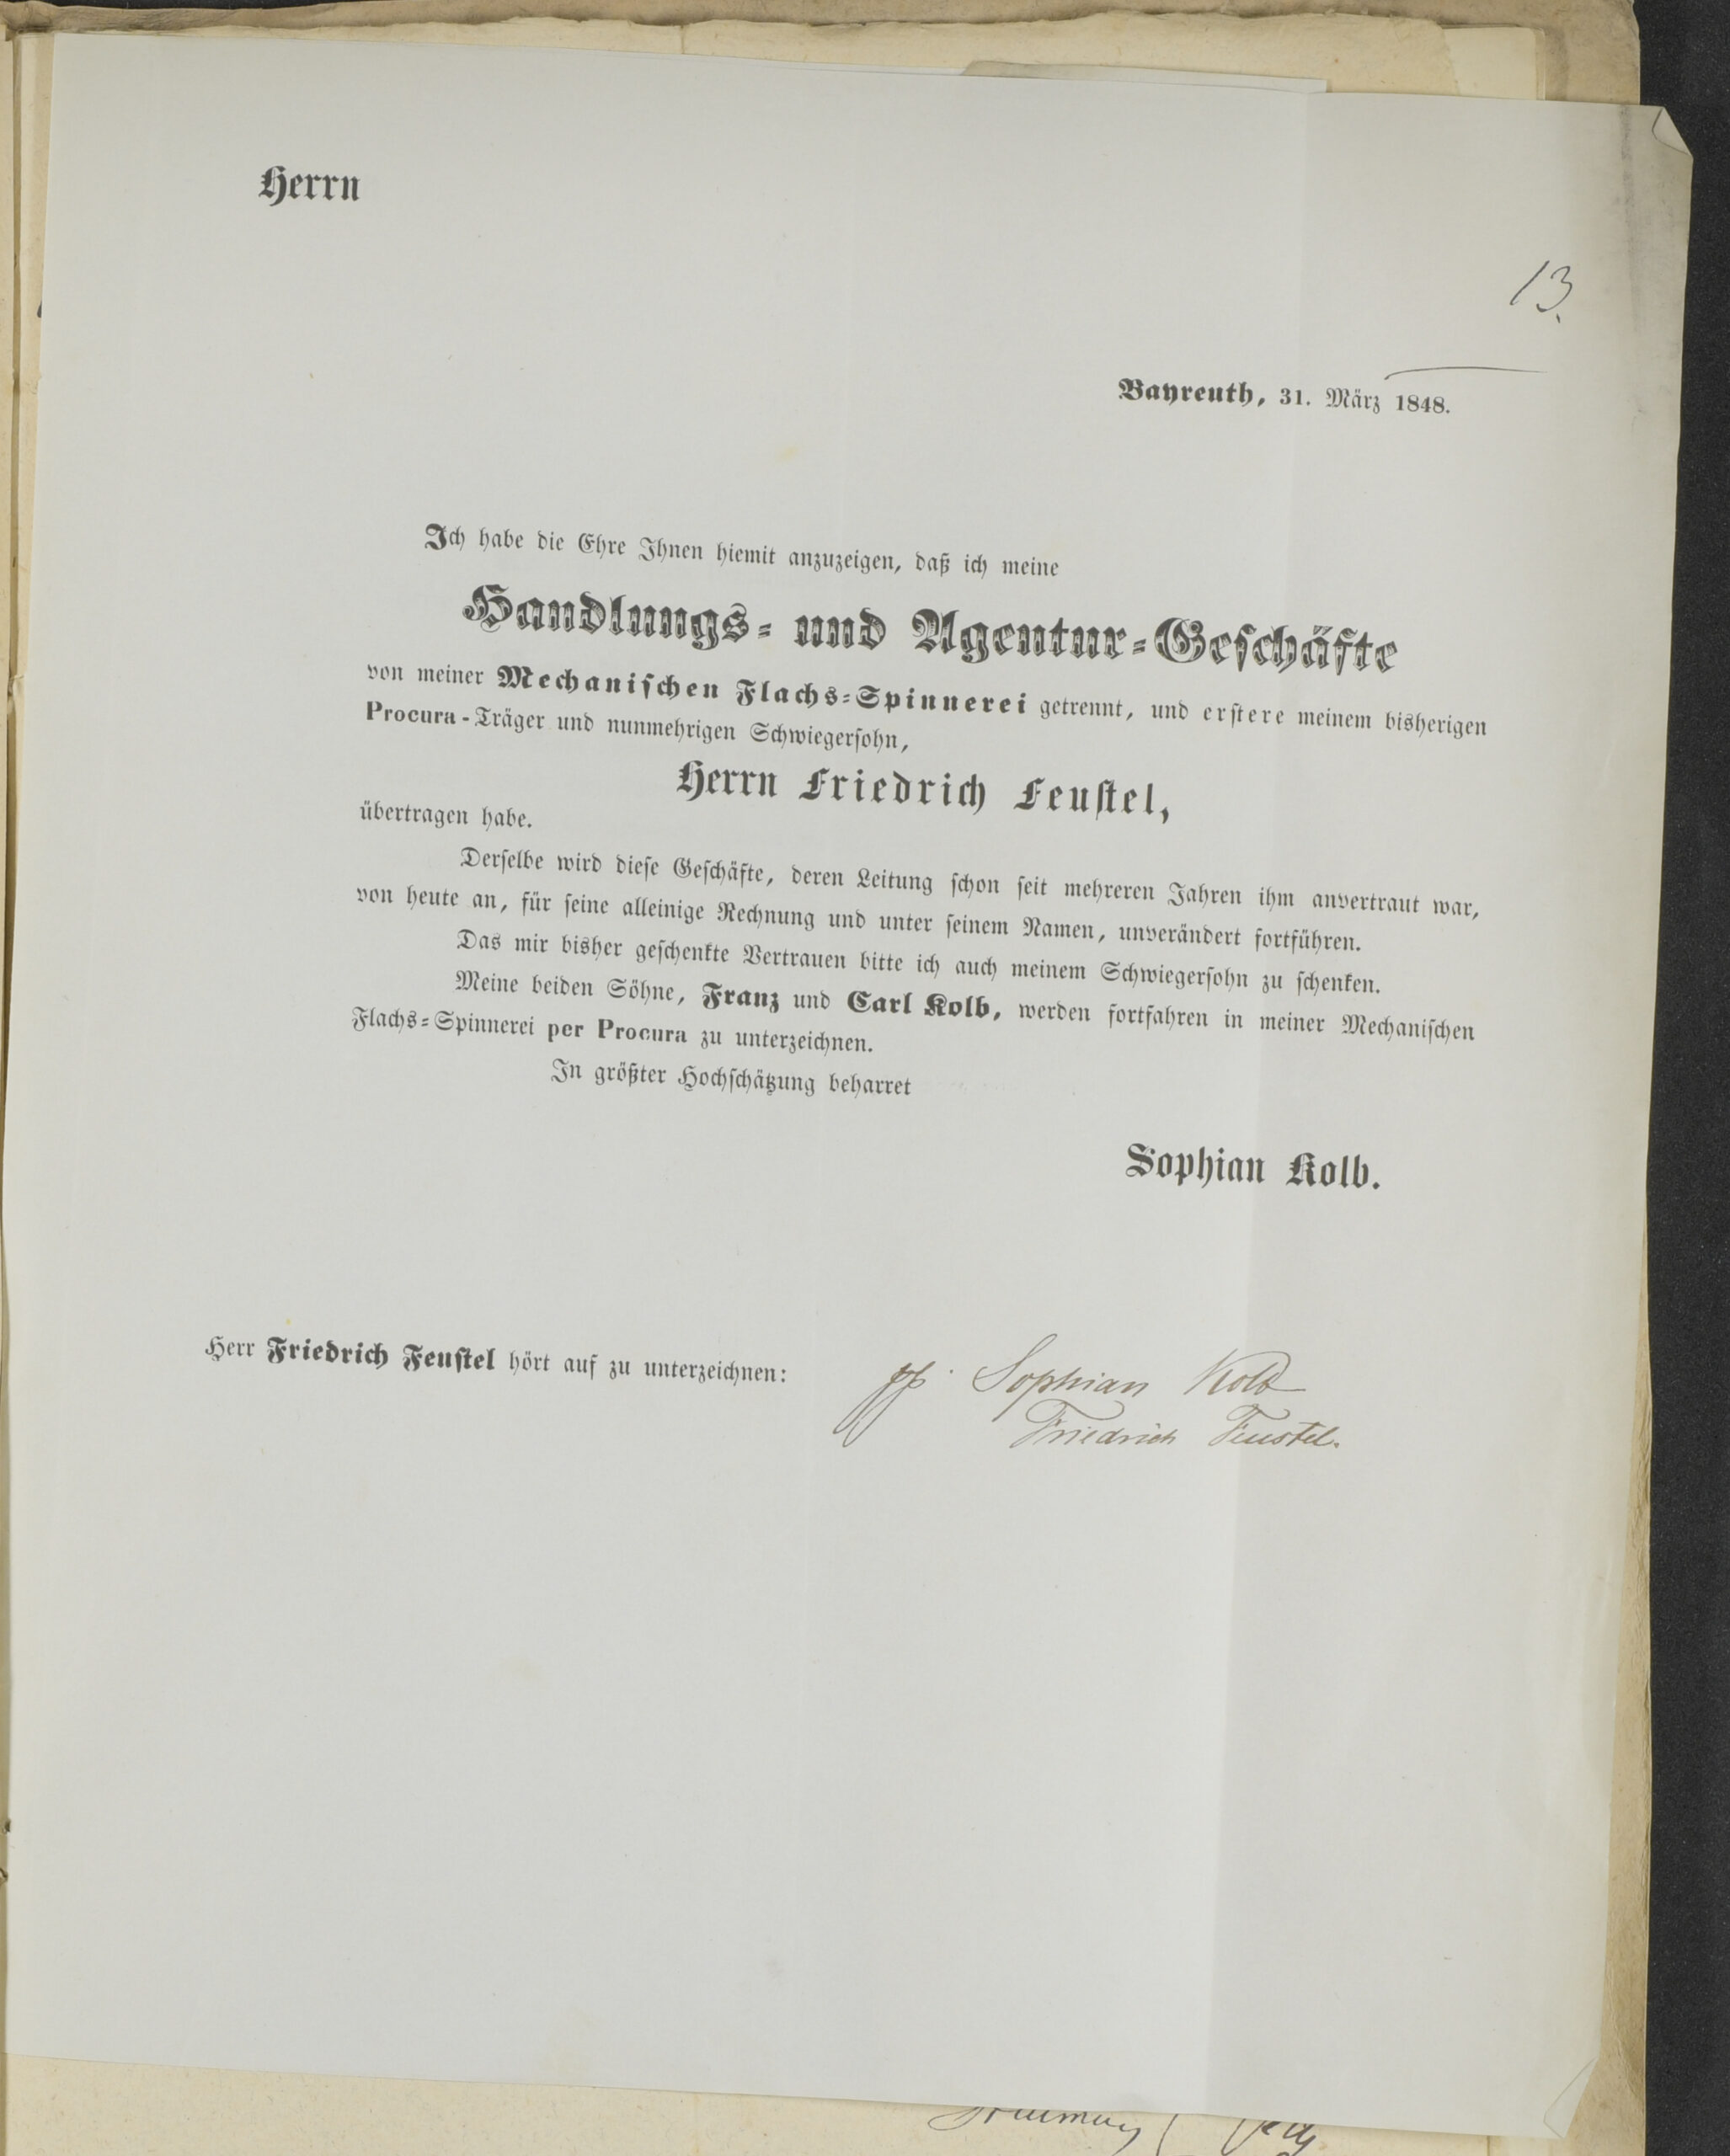 Herrn
13.
Bayreuth, 31. März 1848.
Ich habe die Ehre Ihnen hiemit anzuzeigen, daß ich meine
Handlungs- und Agentur-Geschäfte
von meiner Mechanischen Flachs-Spinnerei getrennt, und erstere meinem bisherigen
Procura-Träger und nunmehrigen Schwiegersohn,
Herrn Friedrich Feustel,
übertragen habe.
Derselbe wird diese Geschäfte, deren Leitung schon seit mehreren Jahren ihm anvertraut war,
von heute an, für seine alleinige Rechnung und unter seinem Namen, unverändert fortführen.
Das mir bisher geschenkte Vertrauen bitte ich auch meinem Schwiegersohn zu schenken.
Meine beiden Söhne, Franz und Carl Kolb, werden fortfahren in meiner Mechanischen
Flachs-Spinnerei per Procura zu unterzeichnen.
In größter Hochschätzung beharret
Sophian Kolb.
Herr Friedrich Feustel hört auf zu unterzeichnen:
pp. Sophian Kolb
Friedrich Feustel.